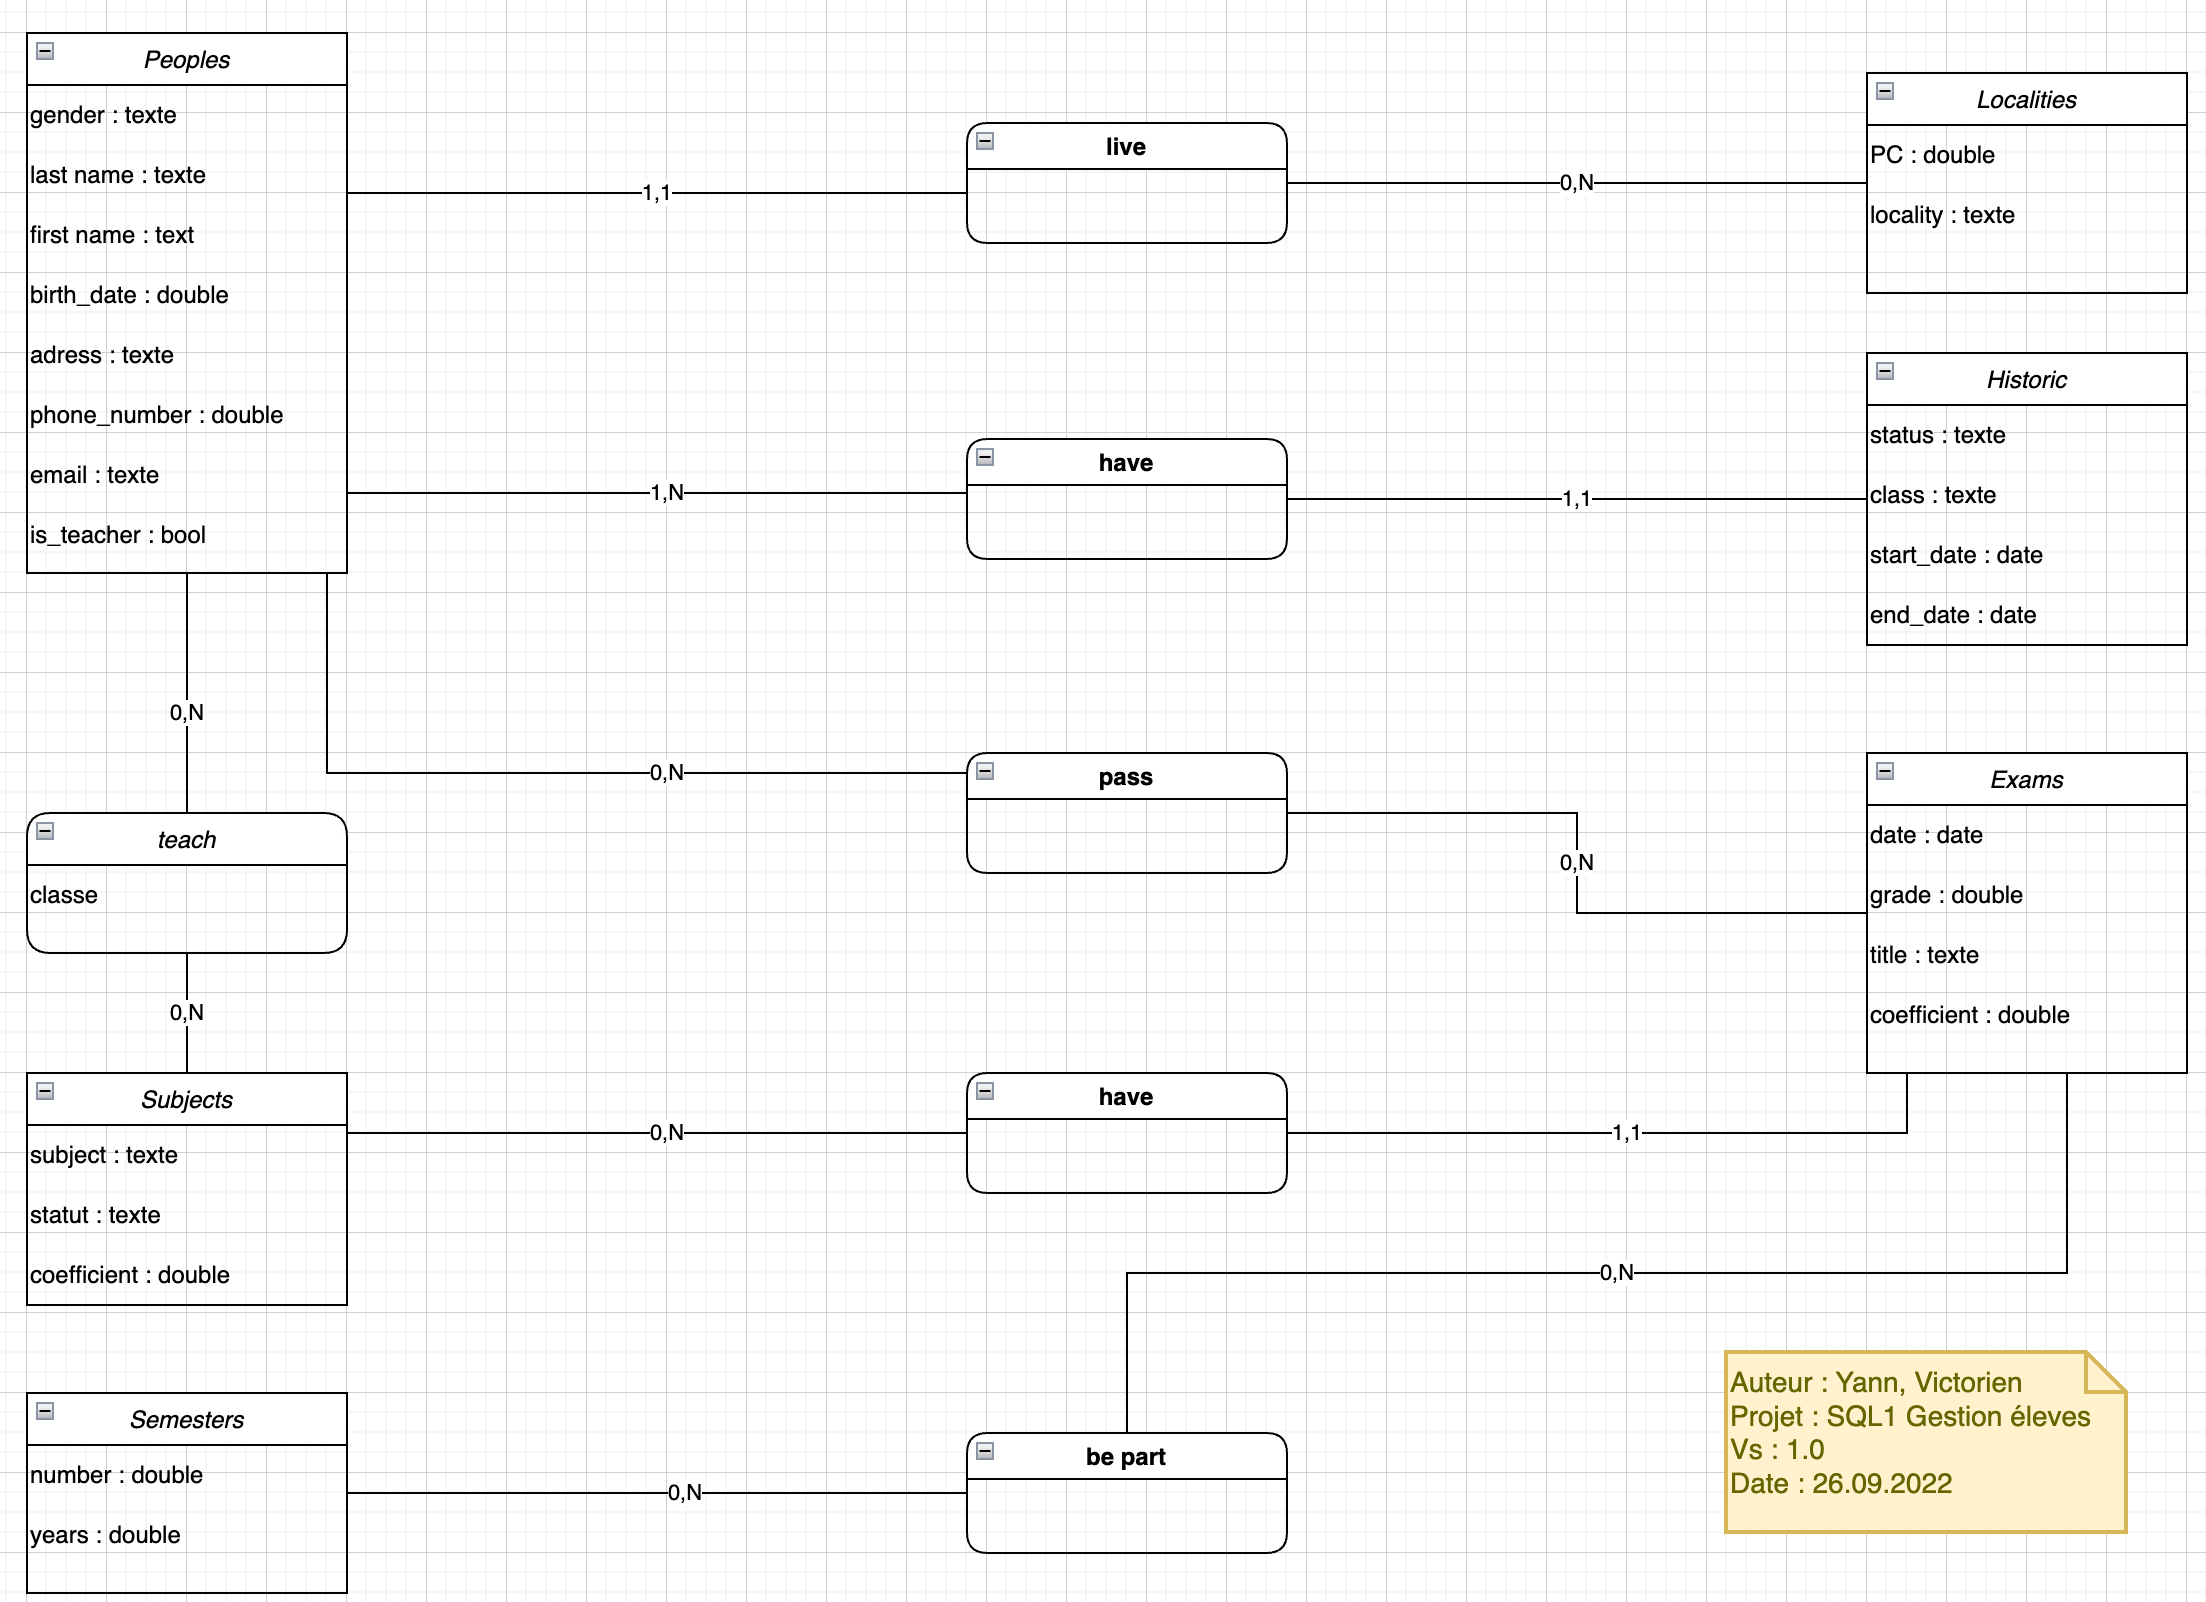 Peoples
gender : texte
last name : texte
first name : text
birth_date : double
adress : texte
phone_number : double
email : texte
is_teacher : bool
1,1
live
0,N
Localities
PC : double
locality : texte
1,N
have
1,1
Historic
status : texte
class : texte
start_date : date
end_date : date
0,N
0,N
pass
0,N
Exams
date : date
grade : double
title : texte
coefficient : double
teach
classe
0,N
Subjects
subject : texte
statut : texte
coefficient : double
0,N
have
1,1
0,N
Semesters
number : double
years : double
0,N
be part
Auteur : Yann, Victorien
Projet : SQL1 Gestion éleves
Vs : 1.0
Date : 26.09.2022